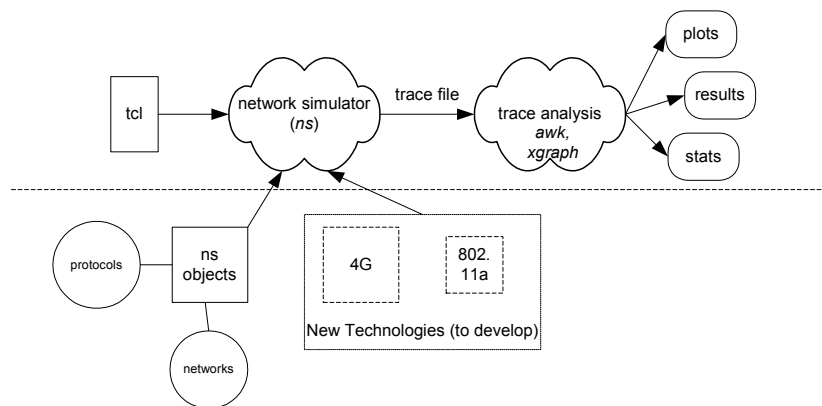 plots
tcl
network simulator
(ns)
trace file
trace analysis
awk,
xgraph
results
stats
protocols
ns
objects
4G
802.
11a
New Technologies (to develop)
networks